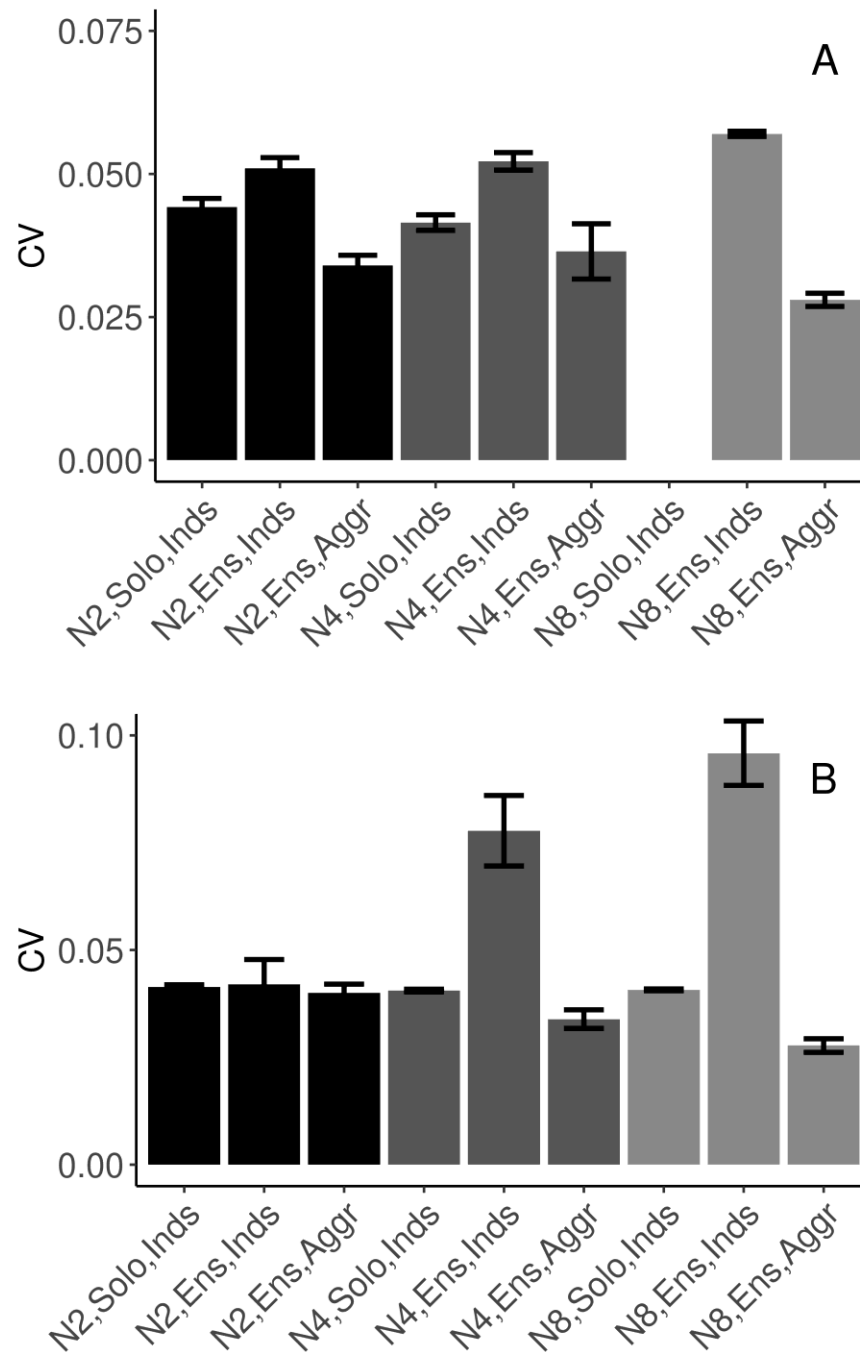 A
0.075
0.050
0.025
0.000
CV
N2,Solo,Inds
N2,Ens,Inds
N2,Ens,Aggr
N4,Solo,Inds
N4,Ens,Inds
N4,Ens,Aggr
N8,Solo,Inds
N8,Ens,Inds
N8,Ens,Aggr
B
0.10
0.05
0.00
CV
N2,Solo,Inds
N2,Ens,Inds
N2,Ens,Aggr
N4,Solo,Inds
N4,Ens,Inds
N4,Ens,Aggr
N8,Solo,Inds
N8,Ens,Inds
N8,Ens,Aggr